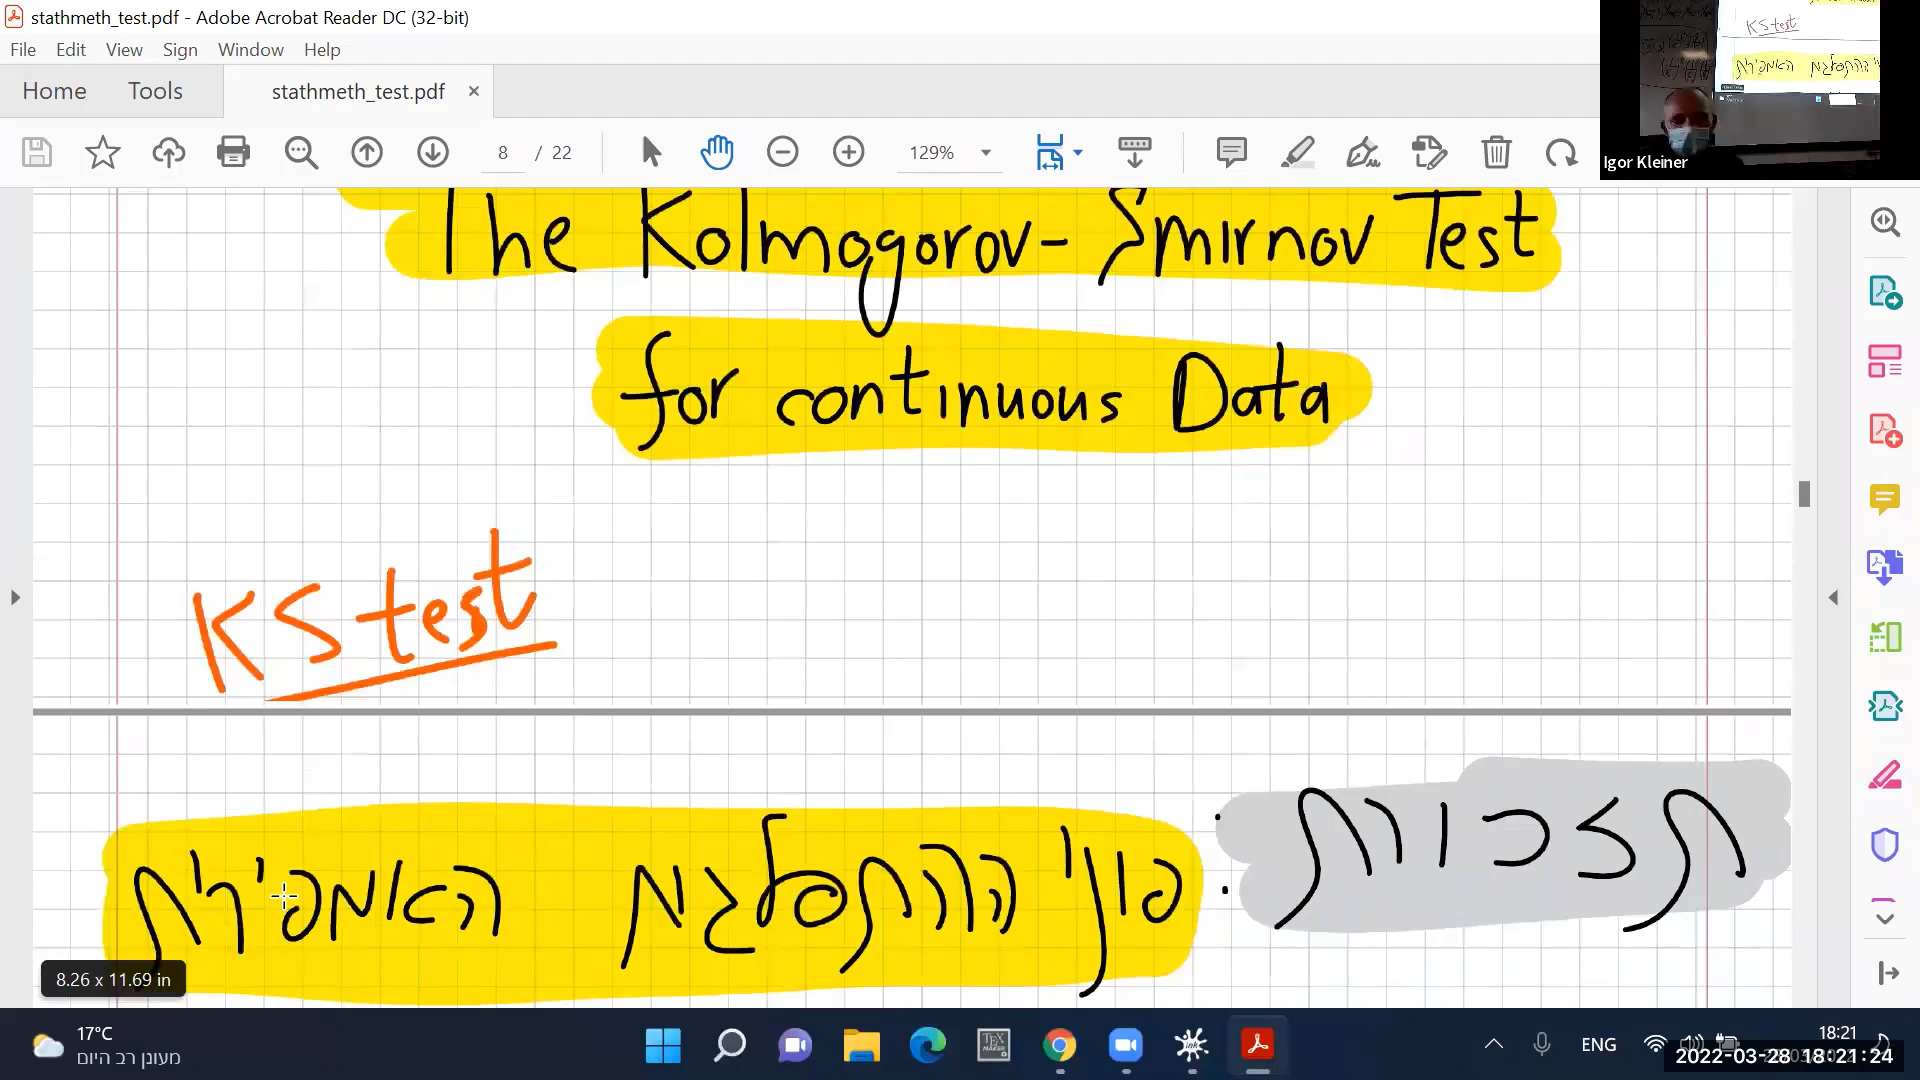 stathmeth_test.pdf - Adobe Acrobat Reader DC (32-bit)
File Edit View Sign Window Help
Home Tools stathmeth_test.pdf ×
8 / 22 129%
KS test
Igor Kleiner
The Kolmogorov-Smirnov Test
for continuous Data
KS test
תזכורת: פונ' ההתפלגות האמפירית
8.26 x 11.69 in
17°C
מעונן רב היום
ENG
18:21
2022-03-28 18:21:24